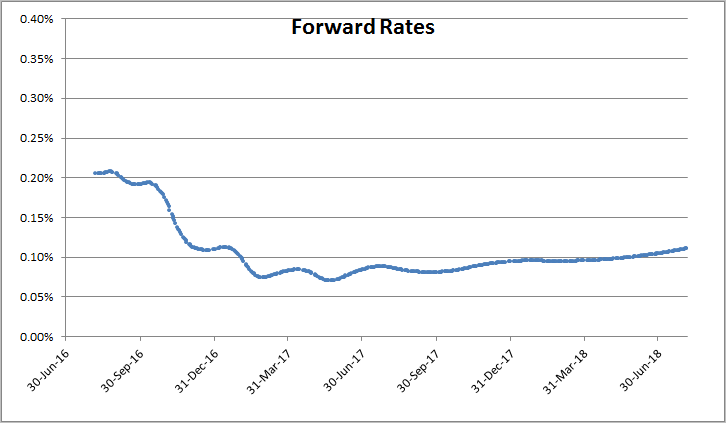 Forward Rates
0.40%
0.35%
0.30%
0.25%
0.20%
0.15%
0.10%
0.05%
0.00%
30-Jun-16
30-Sep-16
31-Dec-16
31-Mar-17
30-Jun-17
30-Sep-17
31-Dec-17
31-Mar-18
30-Jun-18